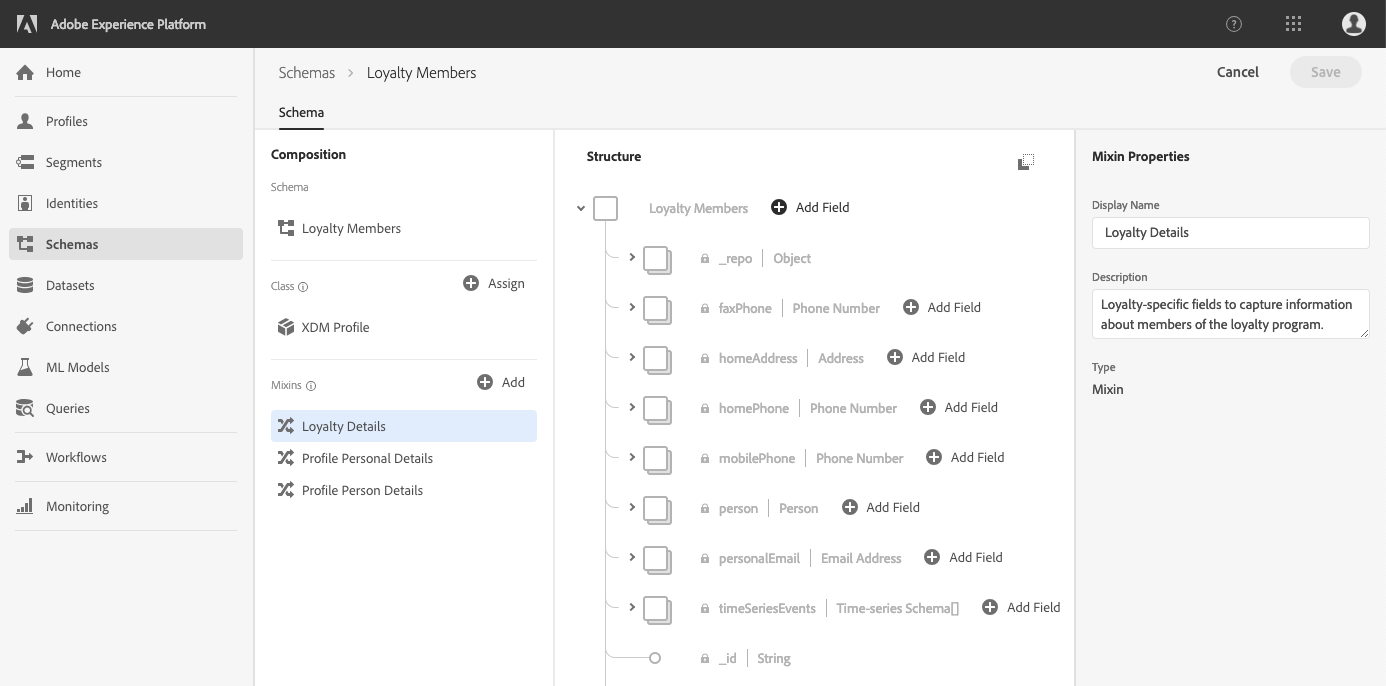 Adobe Experience Platform
Home
Profiles
Segments
Identities
Schemas
Datasets
Connections
ML Models
Queries
Workflows
Monitoring
Schemas > Loyalty Members
Cancel
Save
Schema
Composition
Schema
Loyalty Members
Class
Assign
XDM Profile
Mixins
Add
Loyalty Details
Profile Personal Details
Profile Person Details
Structure
Loyalty Members Add Field
_repo | Object
faxPhone | Phone Number Add Field
homeAddress | Address Add Field
homePhone | Phone Number Add Field
mobilePhone | Phone Number Add Field
person | Person Add Field
personalEmail | Email Address Add Field
timeSeriesEvents | Time-series Schema[] Add Field
_id | String
Mixin Properties
Display Name
Loyalty Details
Description
Loyalty-specific fields to capture information
about members of the loyalty program.
Type
Mixin